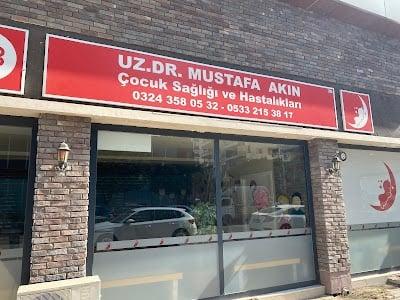 UZ.DR. MUSTAFA AKIN
Çocuk Sağlığı ve Hastalıkları
0324 358 05 32 - 0533 215 38 17